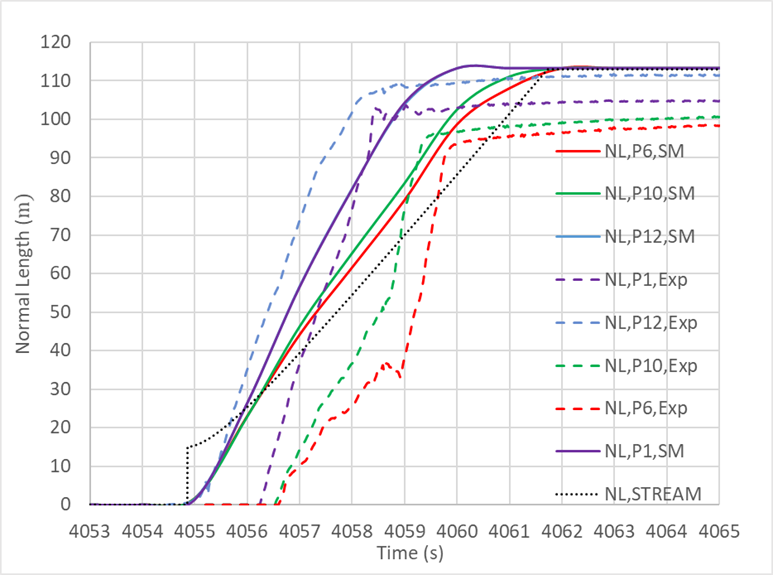 120
110
100
90
80
70
60
50
40
30
20
10
0
Normal Length (m)
NL,P6,SM
NL,P10,SM
NL,P12,SM
NL,P1,Exp
NL,P12,Exp
NL,P10,Exp
NL,P6,Exp
NL,P1,SM
NL,STREAM
4053 4054 4055 4056 4057 4058 4059 4060 4061 4062 4063 4064 4065
Time (s)